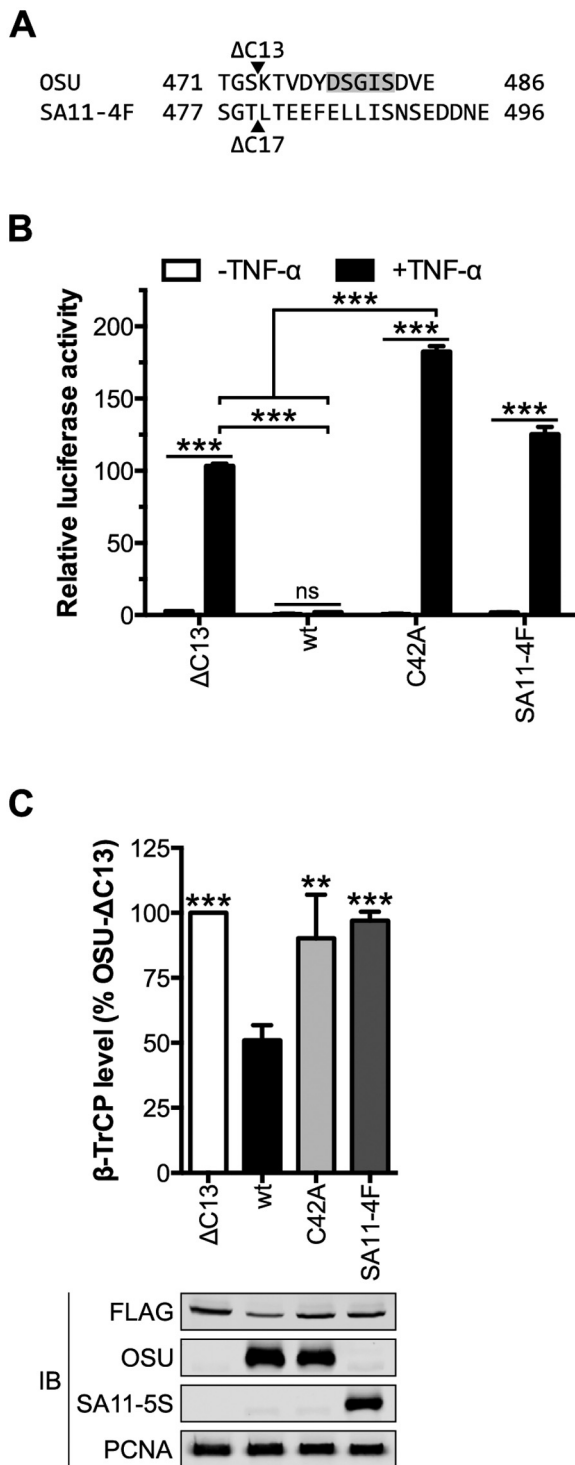 A
ΔC13
OSU 471 TGSKTVDYDSGISDVE 486
SA11-4F 477 SGTLTEEFELLISNSEDDNE 496
ΔC17
B
-TNF-α +TNF-α
Relative luciferase activity
200
150
100
50
0
***
***
***
***
***
ns
ΔC13 wt C42A SA11-4F
C
β-TrCP level (% OSU-ΔC13)
125
100
75
50
25
0
*** ** ***
ΔC13 wt C42A SA11-4F
IB
FLAG
OSU
SA11-5S
PCNA